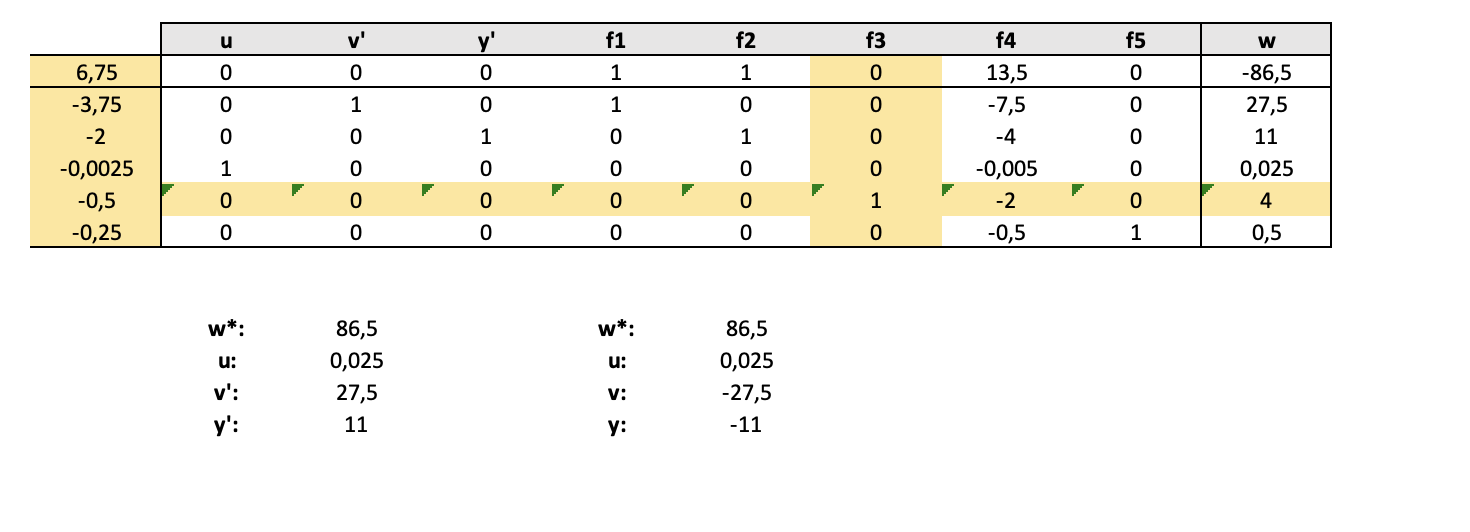 u v' y' f1 f2 f3 f4 f5 w
6,75 0 0 0 1 1 0 13,5 0 -86,5
-3,75 0 1 0 1 0 0 -7,5 0 27,5
-2 0 0 1 0 1 0 -4 0 11
-0,0025 1 0 0 0 0 0 -0,005 0 0,025
-0,5 0 0 0 0 0 1 -2 0 4
-0,25 0 0 0 0 0 0 -0,5 1 0,5
w*: 86,5 w*: 86,5
u: 0,025 u: 0,025
v': 27,5 v: -27,5
y': 11 y: -11